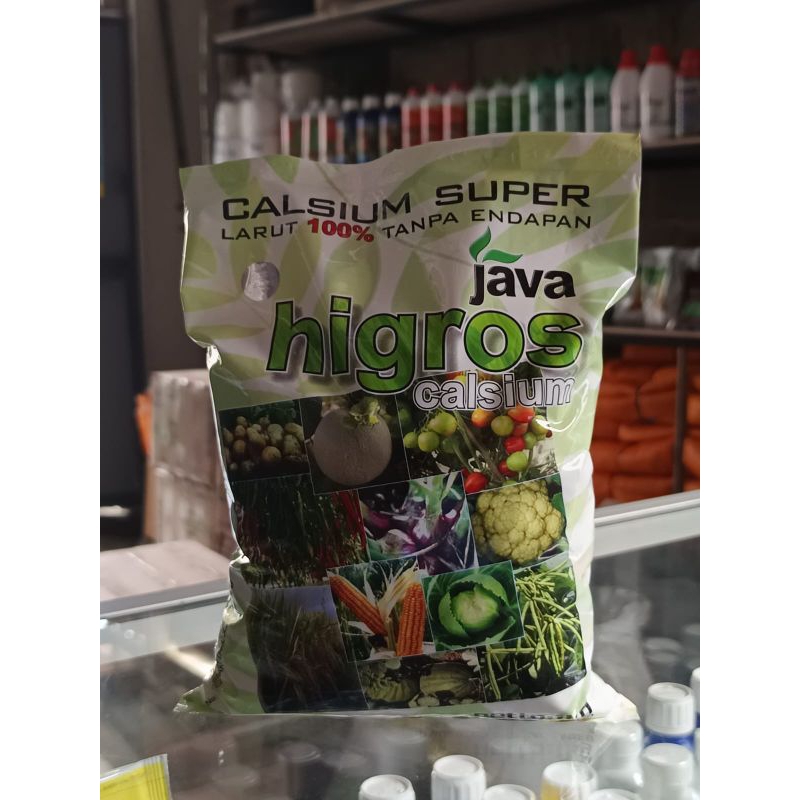 CALSIUM SUPER
LARUT 100% TANPA ENDAPAN
java
higros
calsium